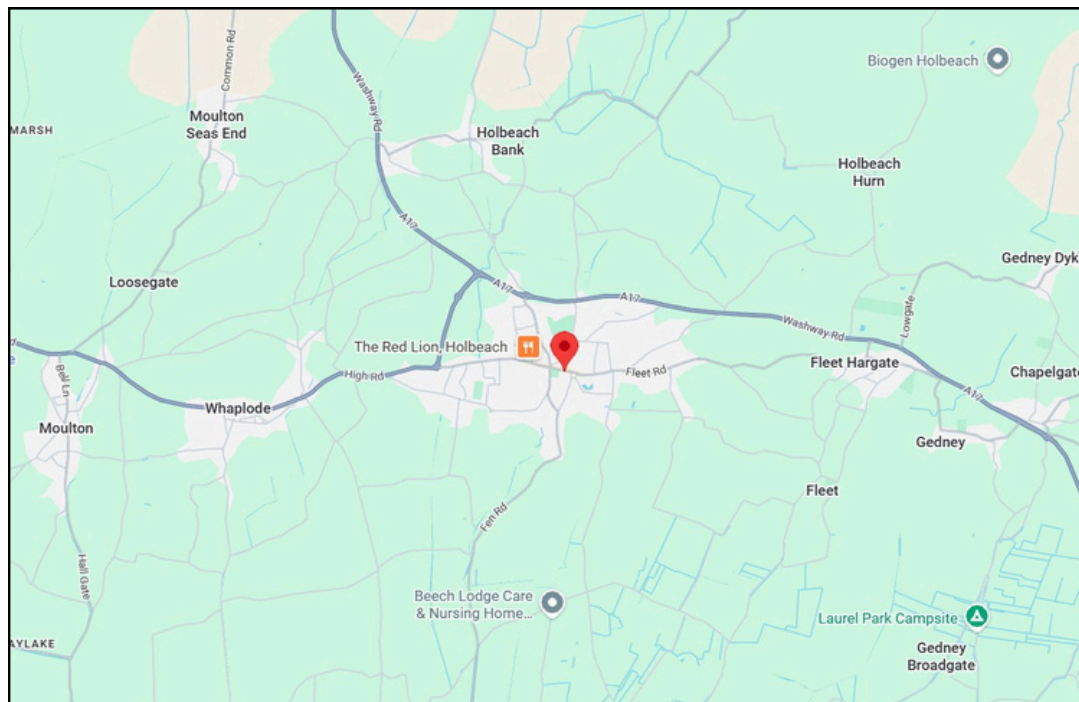 Common Rd
Washway Rd
Biogen Holbeach
MARSH
Moulton
Seas End
Holbeach
Bank
Holbeach
Hurn
A17
Gedney Dyk
Loosegate
A17
A17
Lowgate
Washway Rd
The Red Lion, Holbeach
Bell Ln
High Rd
Fleet Rd
Fleet Hargate
Chapelgate
A17
Whaplode
Moulton
Gedney
Fleet
Fen Rd
Hall Gate
Beech Lodge Care
& Nursing Home...
Laurel Park Campsite
AYLAKE
Gedney
Broadgate